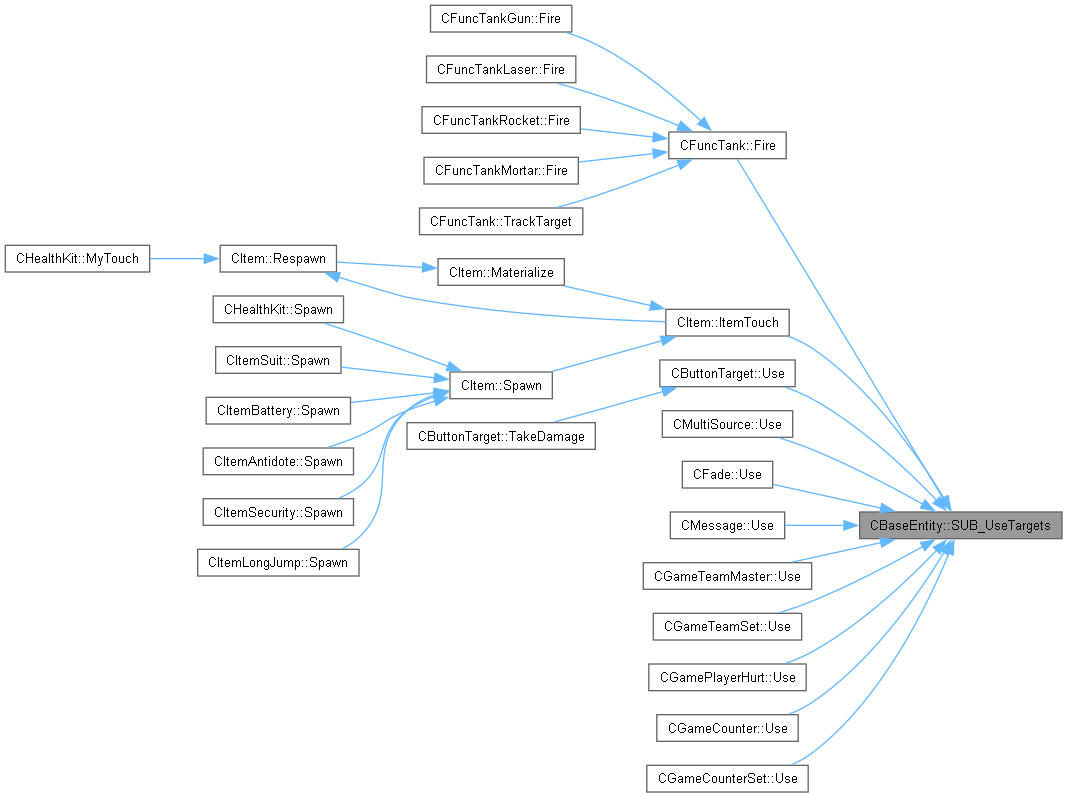 CFuncTankGun::Fire
CFuncTankLaser::Fire
CFuncTankRocket::Fire
CFuncTank::Fire
CFuncTankMortar::Fire
CFuncTank::TrackTarget
CHealthKit::MyTouch
CItem::Respawn
CItem::Materialize
CHealthKit::Spawn
CItem::ItemTouch
CItemSuit::Spawn
CItem::Spawn
CButtonTarget::Use
CItemBattery::Spawn
CMultiSource::Use
CButtonTarget::TakeDamage
CItemAntidote::Spawn
CFade::Use
CItemSecurity::Spawn
CMessage::Use
CBaseEntity::SUB_UseTargets
CItemLongJump::Spawn
CGameTeamMaster::Use
CGameTeamSet::Use
CGamePlayerHurt::Use
CGameCounter::Use
CGameCounterSet::Use